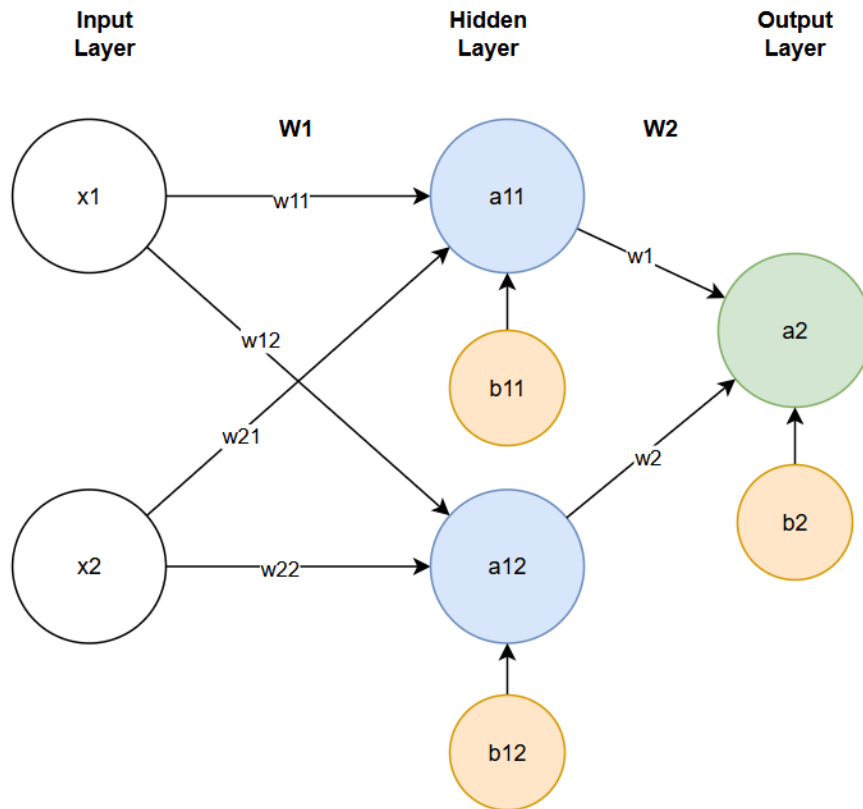 Input
Layer
Hidden
Layer
Output
Layer
W1
W2
x1
w11
a11
w1
w12
a2
b11
w21
w2
b2
x2
w22
a12
b12